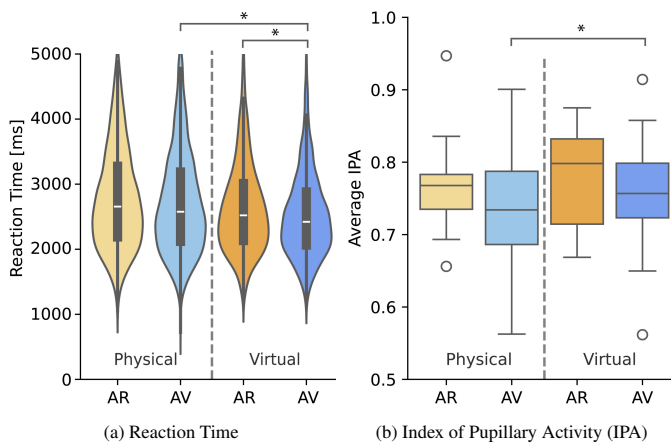 *
*
Reaction Time [ms]
5000
4000
3000
2000
1000
0
Physical
Virtual
AR
AV
AR
AV
(a) Reaction Time
*
Average IPA
1.0
0.9
0.8
0.7
0.6
0.5
Physical
Virtual
AR
AV
AR
AV
(b) Index of Pupillary Activity (IPA)